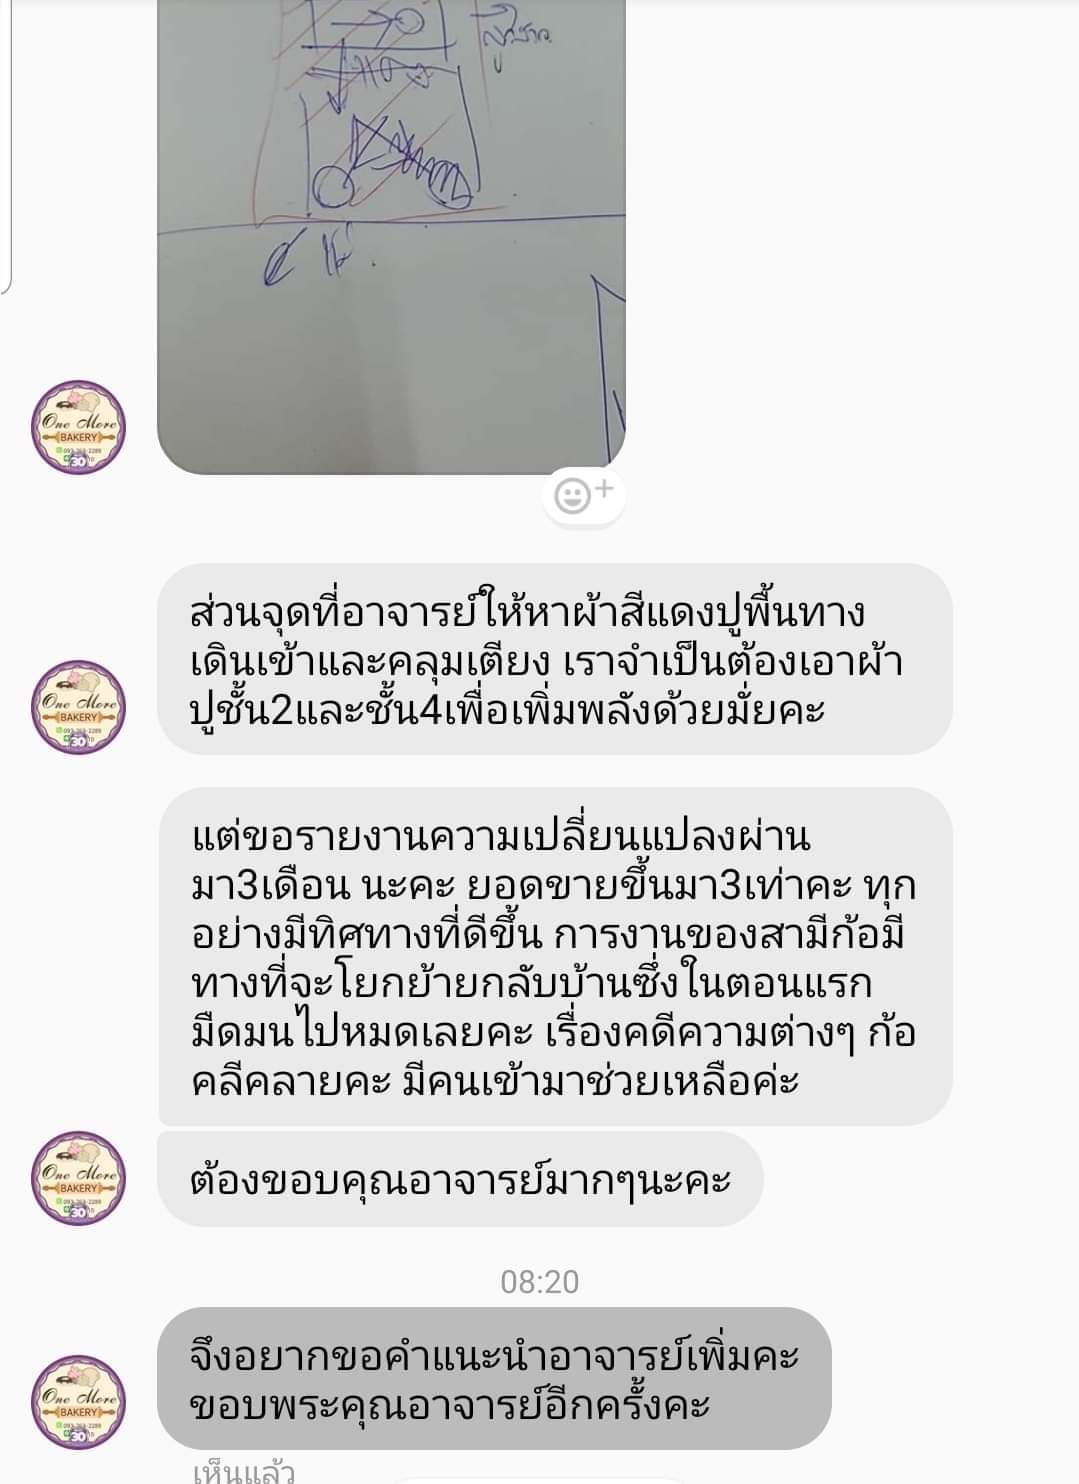 One More
BAKERY
30
ส่วนจุดที่อาจารย์ให้หาผ้าสีแดงปูพื้นทาง
เดินเข้าและคลุมเตียง เราจำเป็นต้องเอาผ้า
ปูชั้น2และชั้น4เพื่อเพิ่มพลังด้วยมั่ยคะ
One More
BAKERY
30
แต่ขอรายงานความเปลี่ยนแปลงผ่าน
มา3เดือน นะคะ ยอดขายขึ้นมา3เท่าคะ ทุก
อย่างมีทิศทางที่ดีขึ้น การงานของสามีก้อมี
ทางที่จะโยกย้ายกลับบ้านซึ่งในตอนแรก
มืดมนไปหมดเลยคะ เรื่องคดีความต่างๆ ก้อ
คลีคลายคะ มีคนเข้ามาช่วยเหลือค่ะ
ต้องขอบคุณอาจารย์มากๆนะคะ
One More
BAKERY
30
08:20
จึงอยากขอคำแนะนำอาจารย์เพิ่มคะ
ขอบพระคุณอาจารย์อีกครั้งคะ
One More
BAKERY
30
เห็นแล้ว